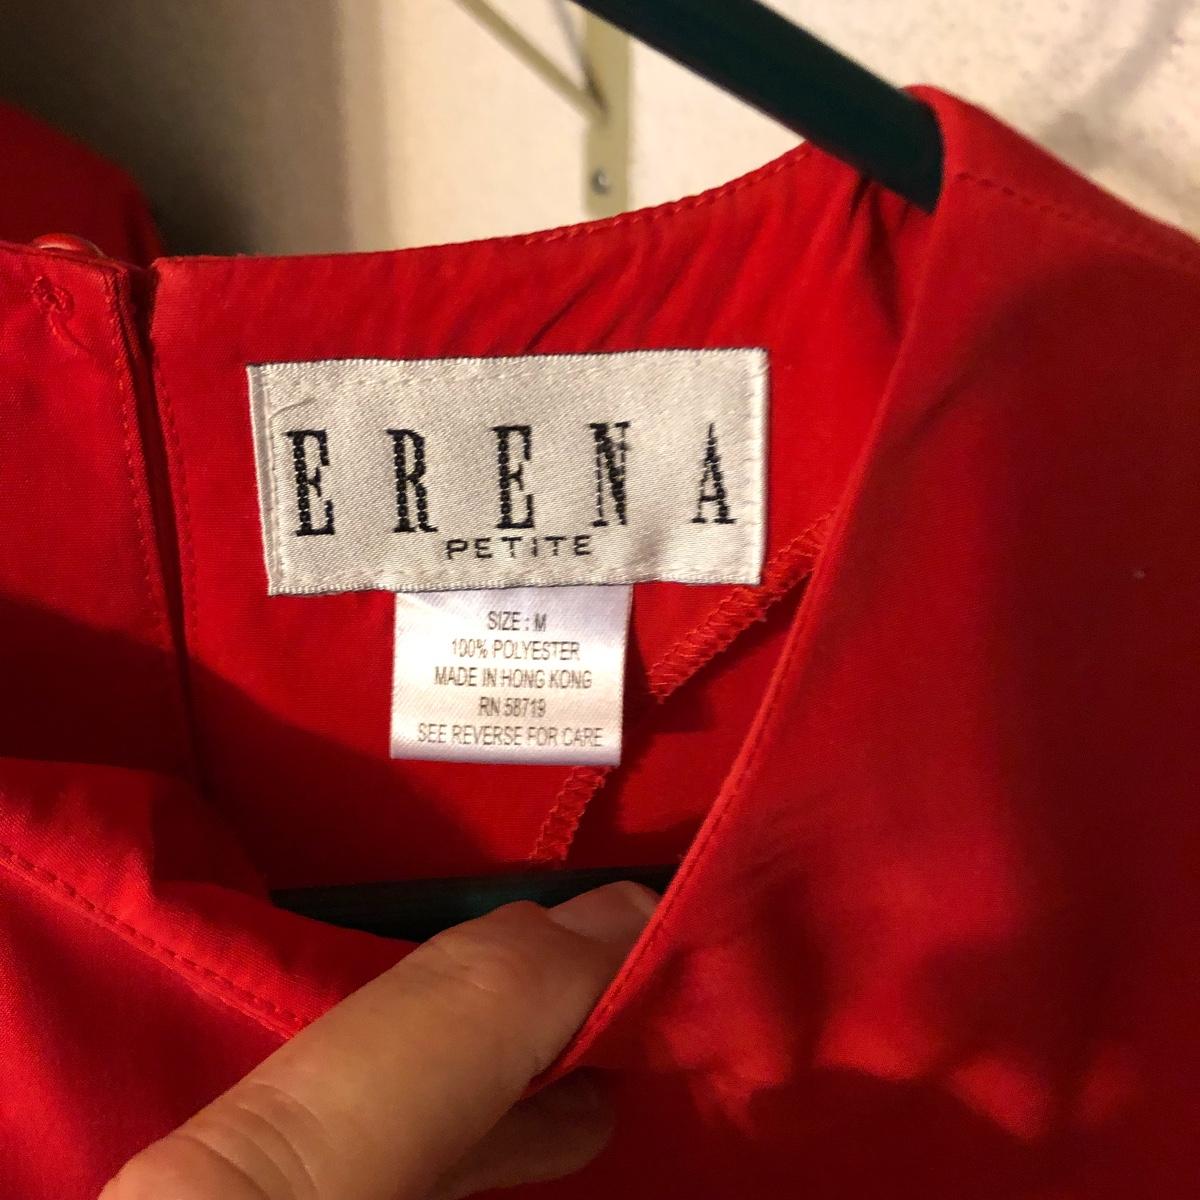 ERENA
PETITE
SIZE : M
100% POLYESTER
MADE IN HONG KONG
RN 58719
SEE REVERSE FOR CARE